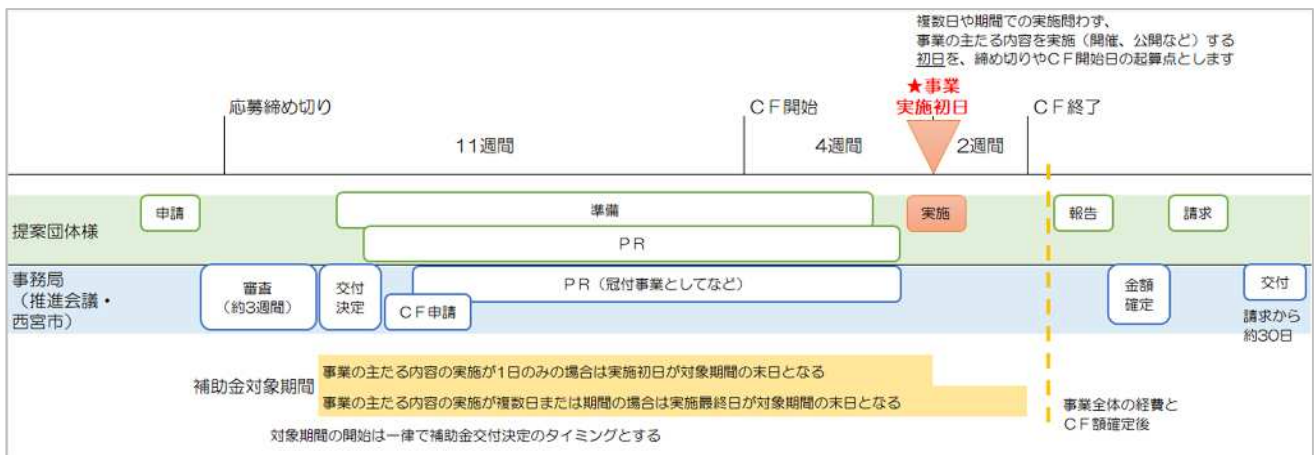 複数日や期間での実施問わず、
事業の主たる内容を実施（開催、公開など）する
初日を、締め切りやCF開始日の起算点とします
★事業
実施初日
応募締め切り
CF開始
CF終了
11週間
4週間
2週間
提案団体様
申請
準備
PR
実施
報告
請求
事務局
（推進会議・
西宮市）
審査
（約3週間）
交付
決定
CF申請
PR（冠付事業としてなど）
金額
確定
交付
請求から
約30日
補助金対象期間
事業の主たる内容の実施が1日のみの場合は実施初日が対象期間の末日となる
事業の主たる内容の実施が複数日または期間の場合は実施最終日が対象期間の末日となる
対象期間の開始は一律で補助金交付決定のタイミングとする
事業全体の経費と
CF額確定後